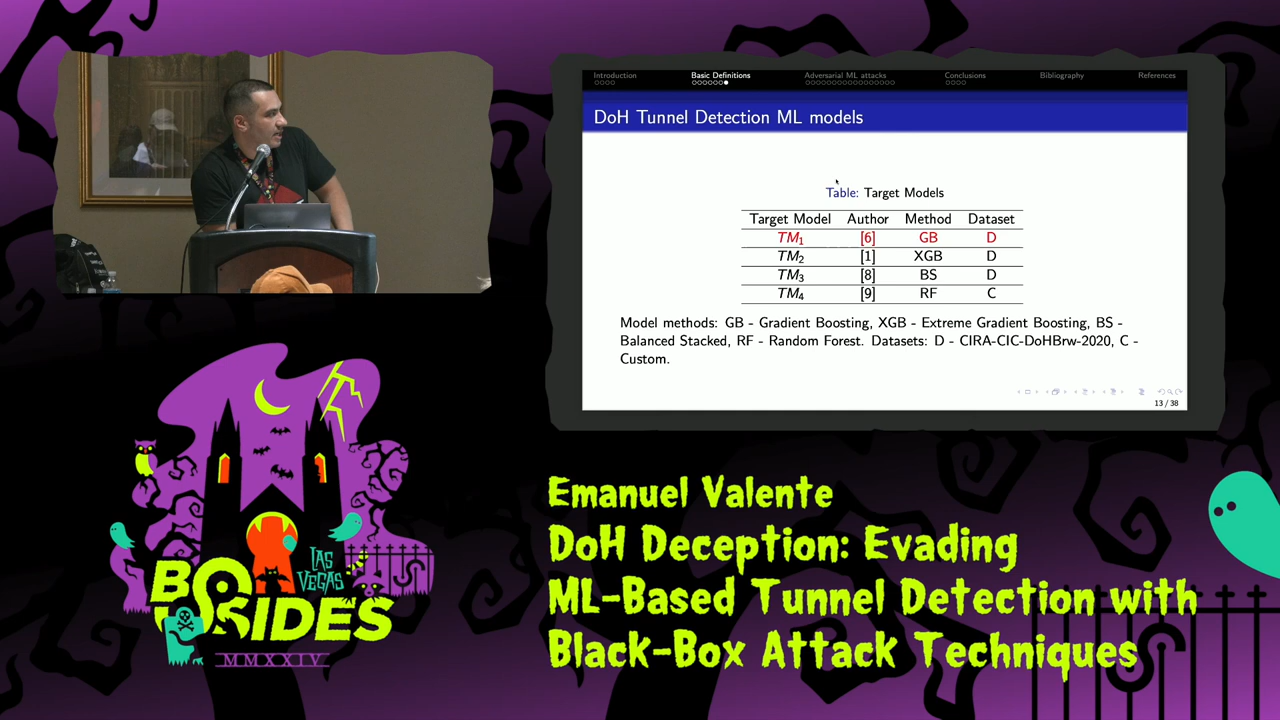 Introduction Basic Definitions Adversarial ML attacks Conclusions Bibliography References
DoH Tunnel Detection ML models
Table: Target Models
Target Model Author Method Dataset
TM₁ [6] GB D
TM₂ [1] XGB D
TM₃ [8] BS D
TM₄ [9] RF C
Model methods: GB - Gradient Boosting, XGB - Extreme Gradient Boosting, BS -
Balanced Stacked, RF - Random Forest. Datasets: D - CIRA-CIC-DoHBrw-2020, C -
Custom.
13 / 38
LAS
VEGAS
BSIDES
MMXXIV
Emanuel Valente
DoH Deception: Evading
ML-Based Tunnel Detection with
Black-Box Attack Techniques